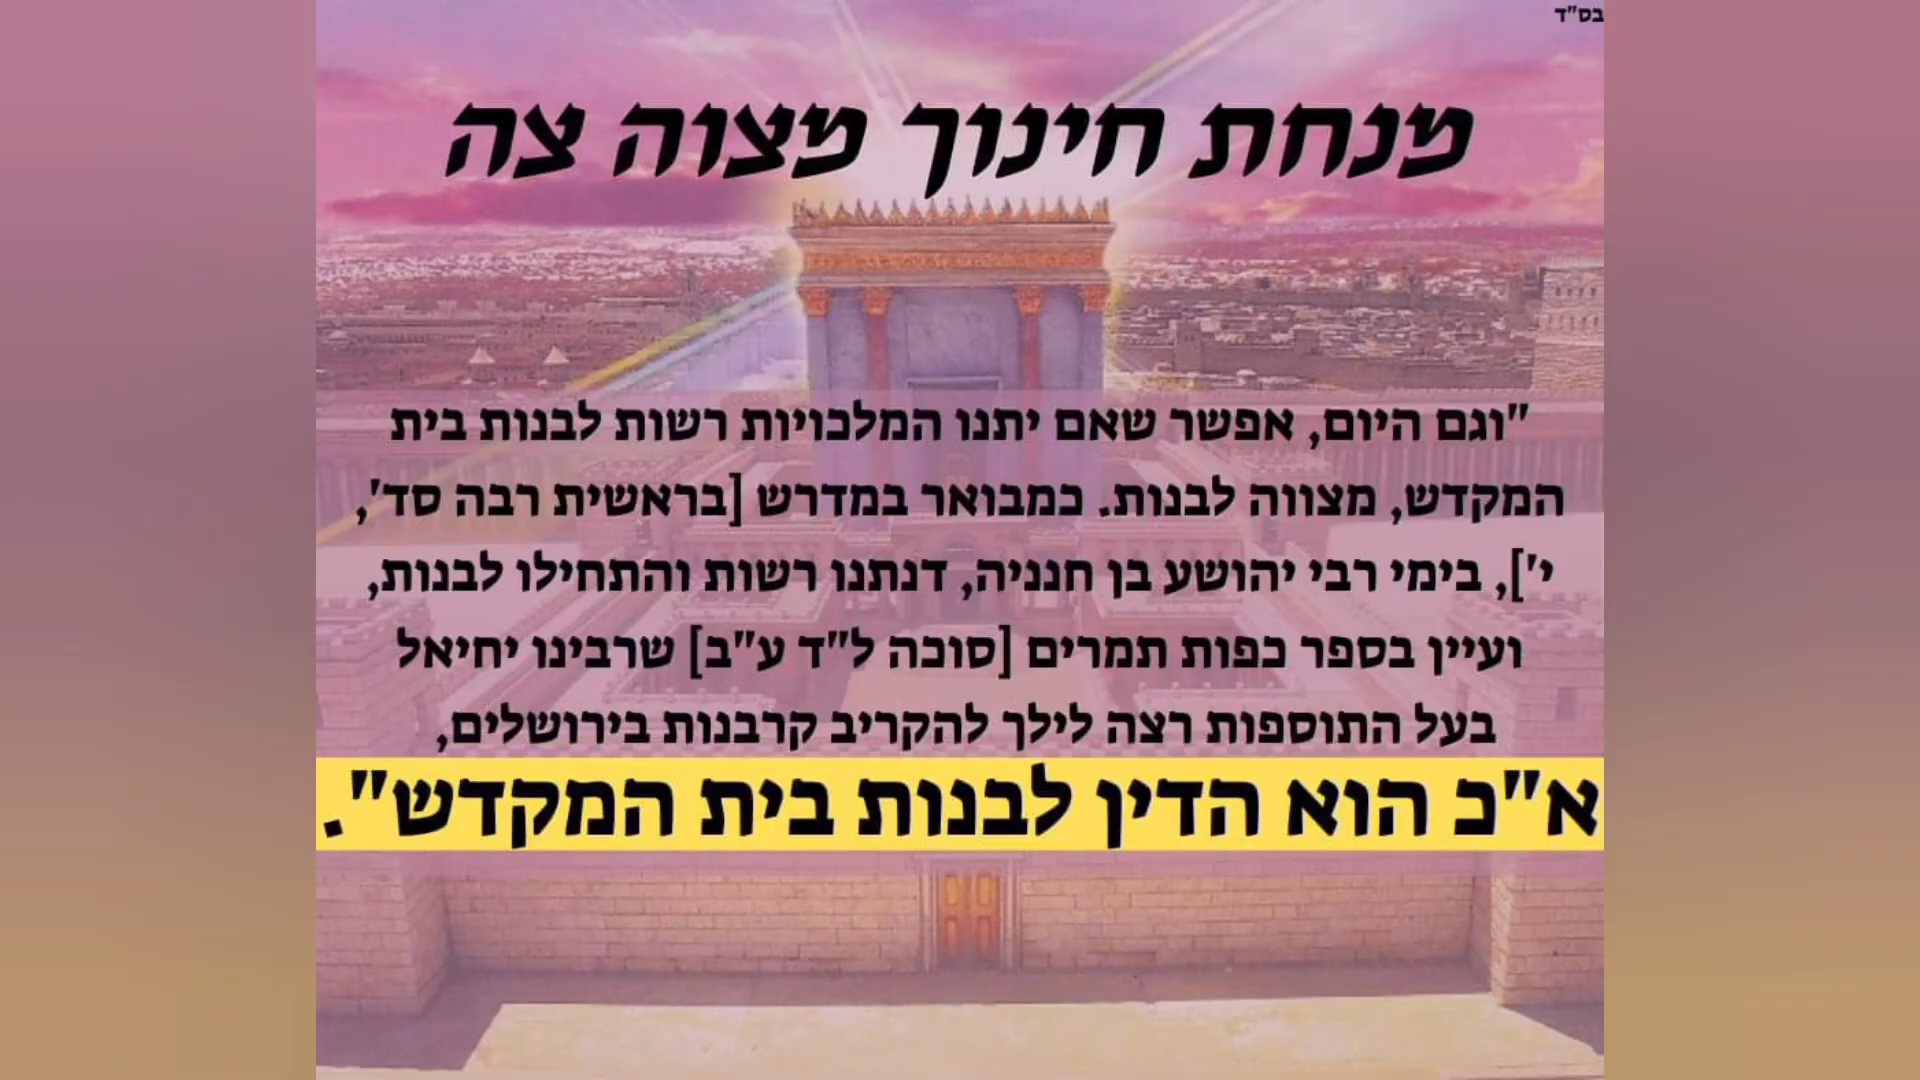 בס"ד
מנחת חינוך מצוה צה
"וגם היום, אפשר שאם יתנו המלכויות רשות לבנות בית
המקדש, מצווה לבנות. כמבואר במדרש [בראשית רבה סד',
י'], בימי רבי יהושע בן חנניה, דנתנו רשות והתחילו לבנות,
ועיין בספר כפות תמרים [סוכה ל"ד ע"ב] שרבינו יחיאל
בעל התוספות רצה לילך להקריב קרבנות בירושלים,
א"כ הוא הדין לבנות בית המקדש".